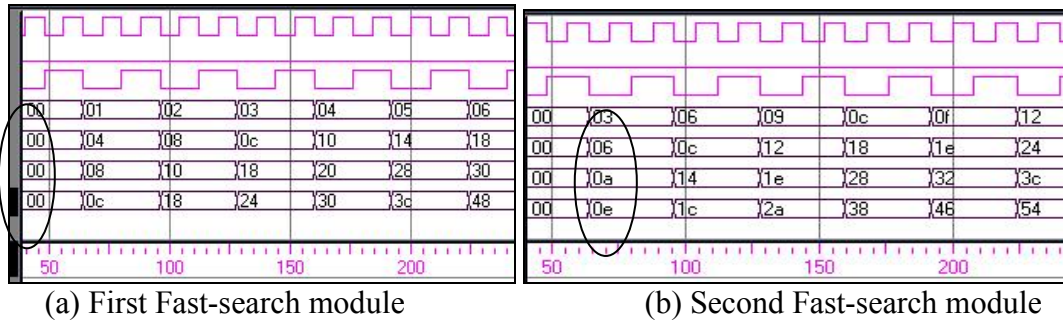 00 01 02 03 04 05 06
00 04 08 0c 10 14 18
00 08 10 18 20 28 30
00 0c 18 24 30 3c 48
50 100 150 200
(a) First Fast-search module
00 03 06 09 0c 0f 12
00 06 0c 12 18 1e 24
00 0a 14 1e 28 32 3c
00 0e 1c 2a 38 46 54
50 100 150 200
(b) Second Fast-search module